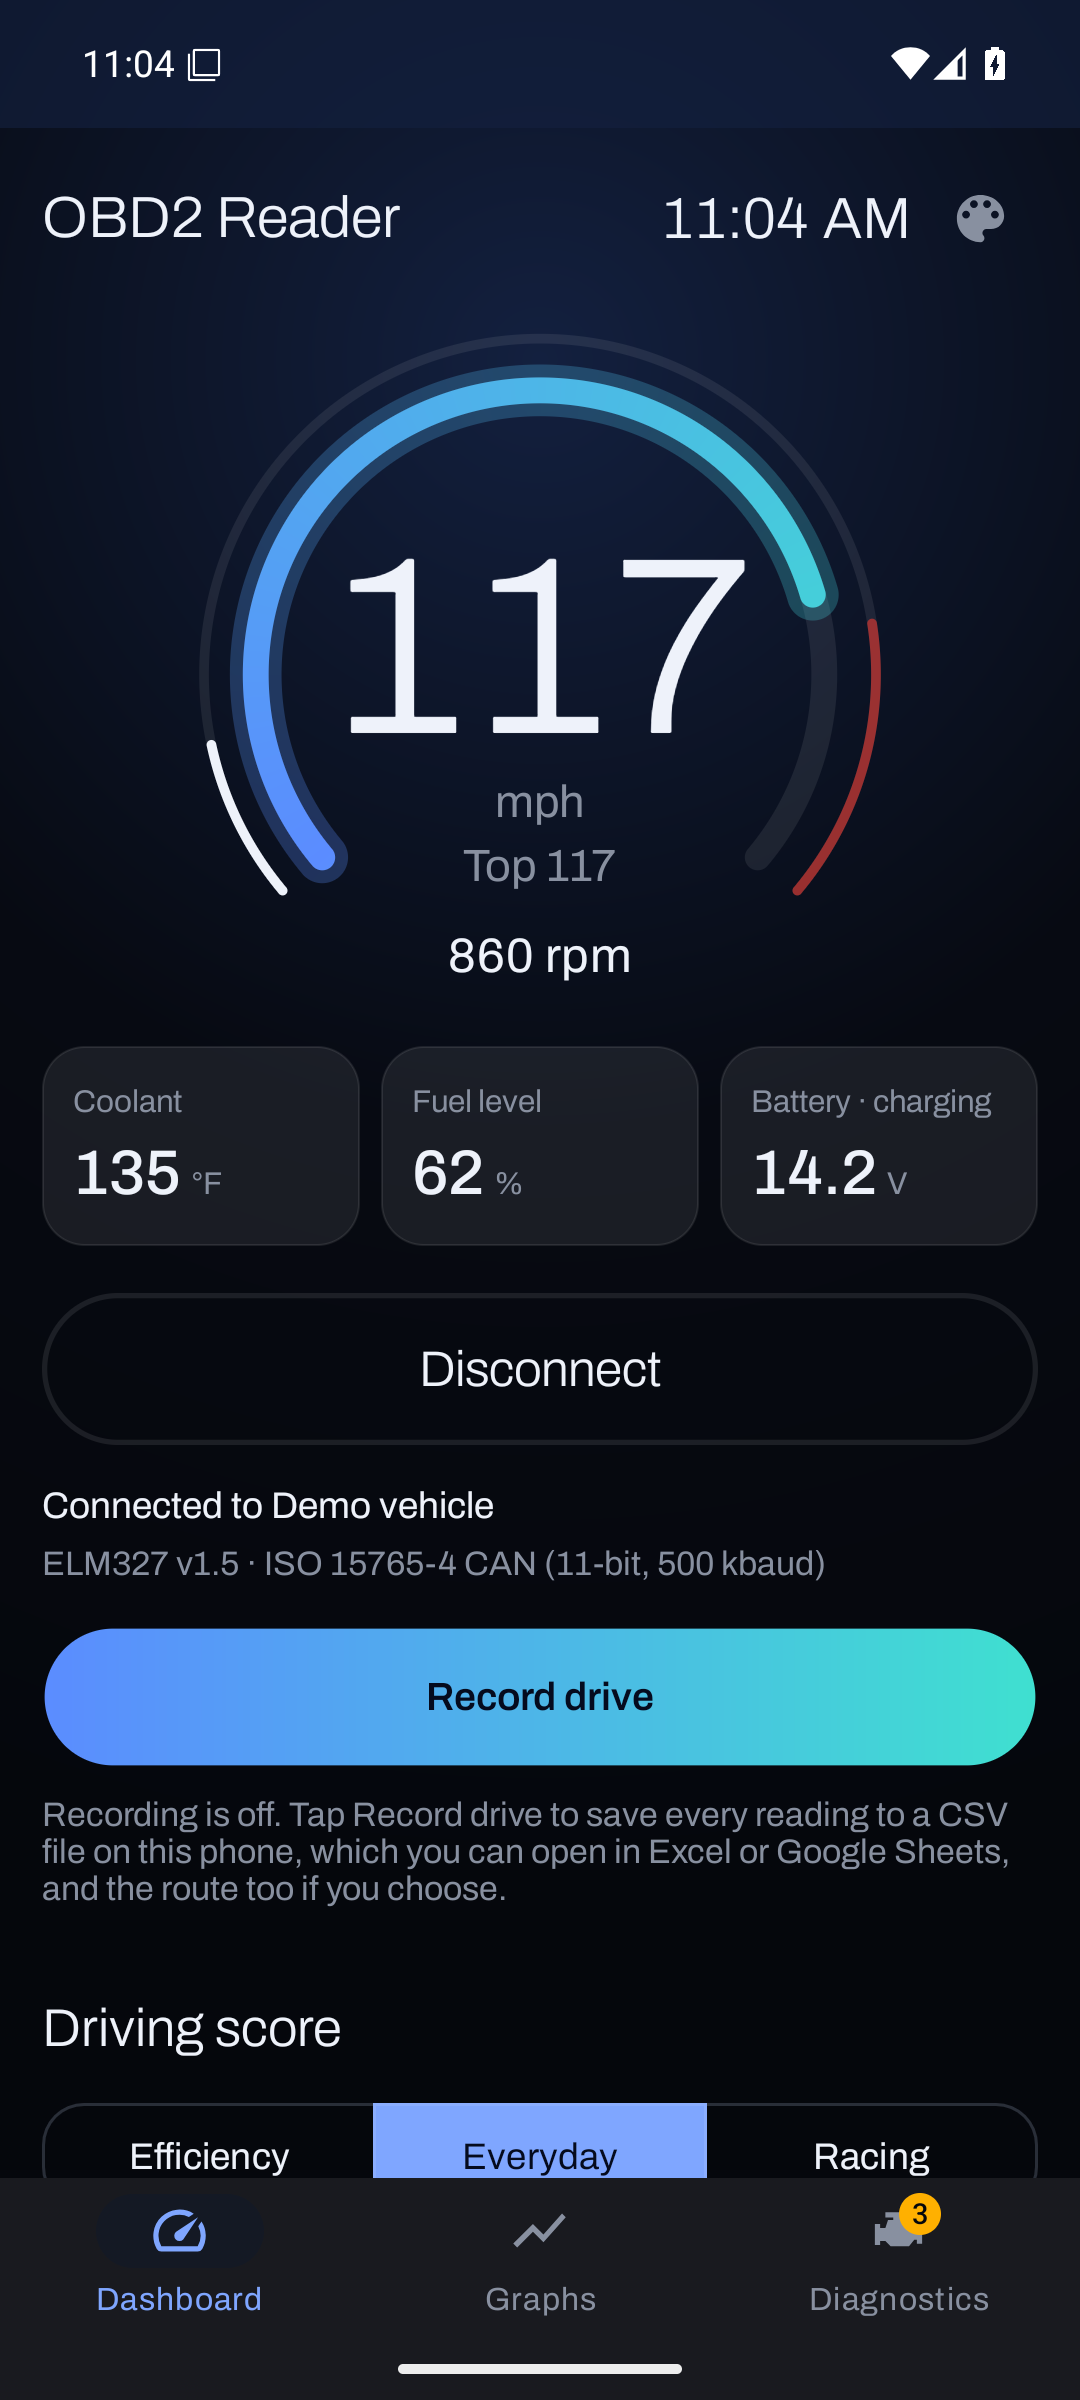 11:04
OBD2 Reader
11:04 AM
117
mph
Top 117
860 rpm
Coolant
135 °F
Fuel level
62 %
Battery · charging
14.2 V
Disconnect
Connected to Demo vehicle
ELM327 v1.5 · ISO 15765-4 CAN (11-bit, 500 kbaud)
Record drive
Recording is off. Tap Record drive to save every reading to a CSV
file on this phone, which you can open in Excel or Google Sheets,
and the route too if you choose.
Driving score
Efficiency
Everyday
Racing
3
Dashboard
Graphs
Diagnostics